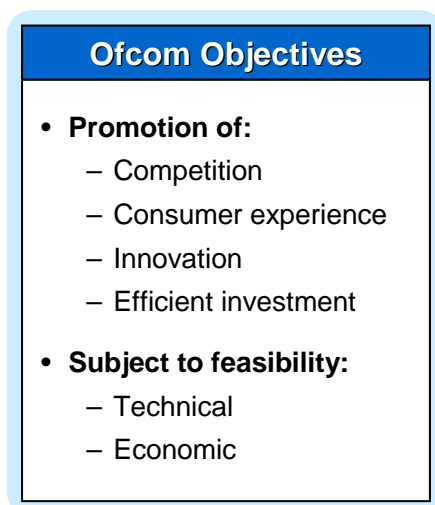 Ofcom Objectives
• Promotion of:
– Competition
– Consumer experience
– Innovation
– Efficient investment
• Subject to feasibility:
– Technical
– Economic